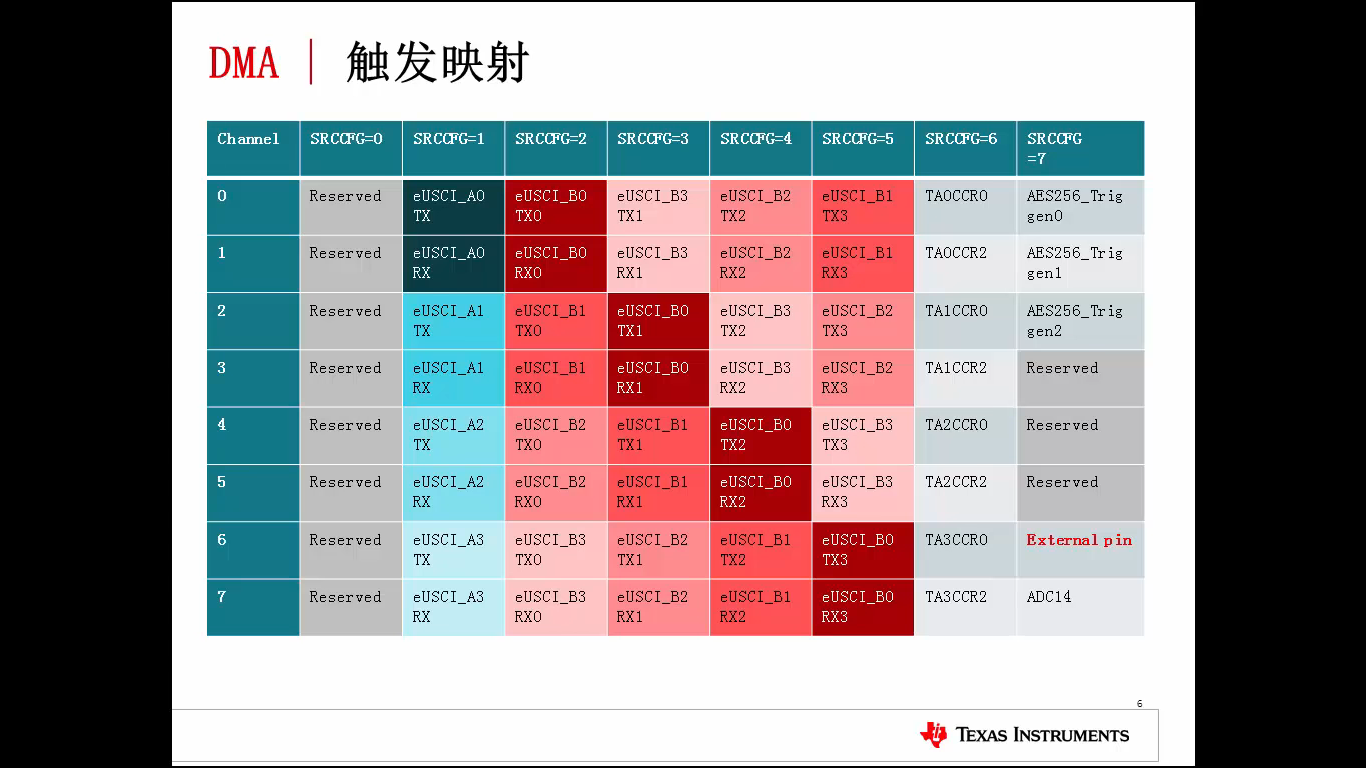 DMA | 触发映射
Channel SRCCFG=0 SRCCFG=1 SRCCFG=2 SRCCFG=3 SRCCFG=4 SRCCFG=5 SRCCFG=6 SRCCFG
=7
0 Reserved eUSCI_A0 eUSCI_B0 eUSCI_B3 eUSCI_B2 eUSCI_B1 TA0CCR0 AES256_Trig
TX TX0 TX1 TX2 TX3 gen0
1 Reserved eUSCI_A0 eUSCI_B0 eUSCI_B3 eUSCI_B2 eUSCI_B1 TA0CCR2 AES256_Trig
RX RX0 RX1 RX2 RX3 gen1
2 Reserved eUSCI_A1 eUSCI_B1 eUSCI_B0 eUSCI_B3 eUSCI_B2 TA1CCR0 AES256_Trig
TX TX0 TX1 TX2 TX3 gen2
3 Reserved eUSCI_A1 eUSCI_B1 eUSCI_B0 eUSCI_B3 eUSCI_B2 TA1CCR2 Reserved
RX RX0 RX1 RX2 RX3
4 Reserved eUSCI_A2 eUSCI_B2 eUSCI_B1 eUSCI_B0 eUSCI_B3 TA2CCR0 Reserved
TX TX0 TX1 TX2 TX3
5 Reserved eUSCI_A2 eUSCI_B2 eUSCI_B1 eUSCI_B0 eUSCI_B3 TA2CCR2 Reserved
RX RX0 RX1 RX2 RX3
6 Reserved eUSCI_A3 eUSCI_B3 eUSCI_B2 eUSCI_B1 eUSCI_B0 TA3CCR0 External pin
TX TX0 TX1 TX2 TX3
7 Reserved eUSCI_A3 eUSCI_B3 eUSCI_B2 eUSCI_B1 eUSCI_B0 TA3CCR2 ADC14
RX RX0 RX1 RX2 RX3
6
TEXAS INSTRUMENTS